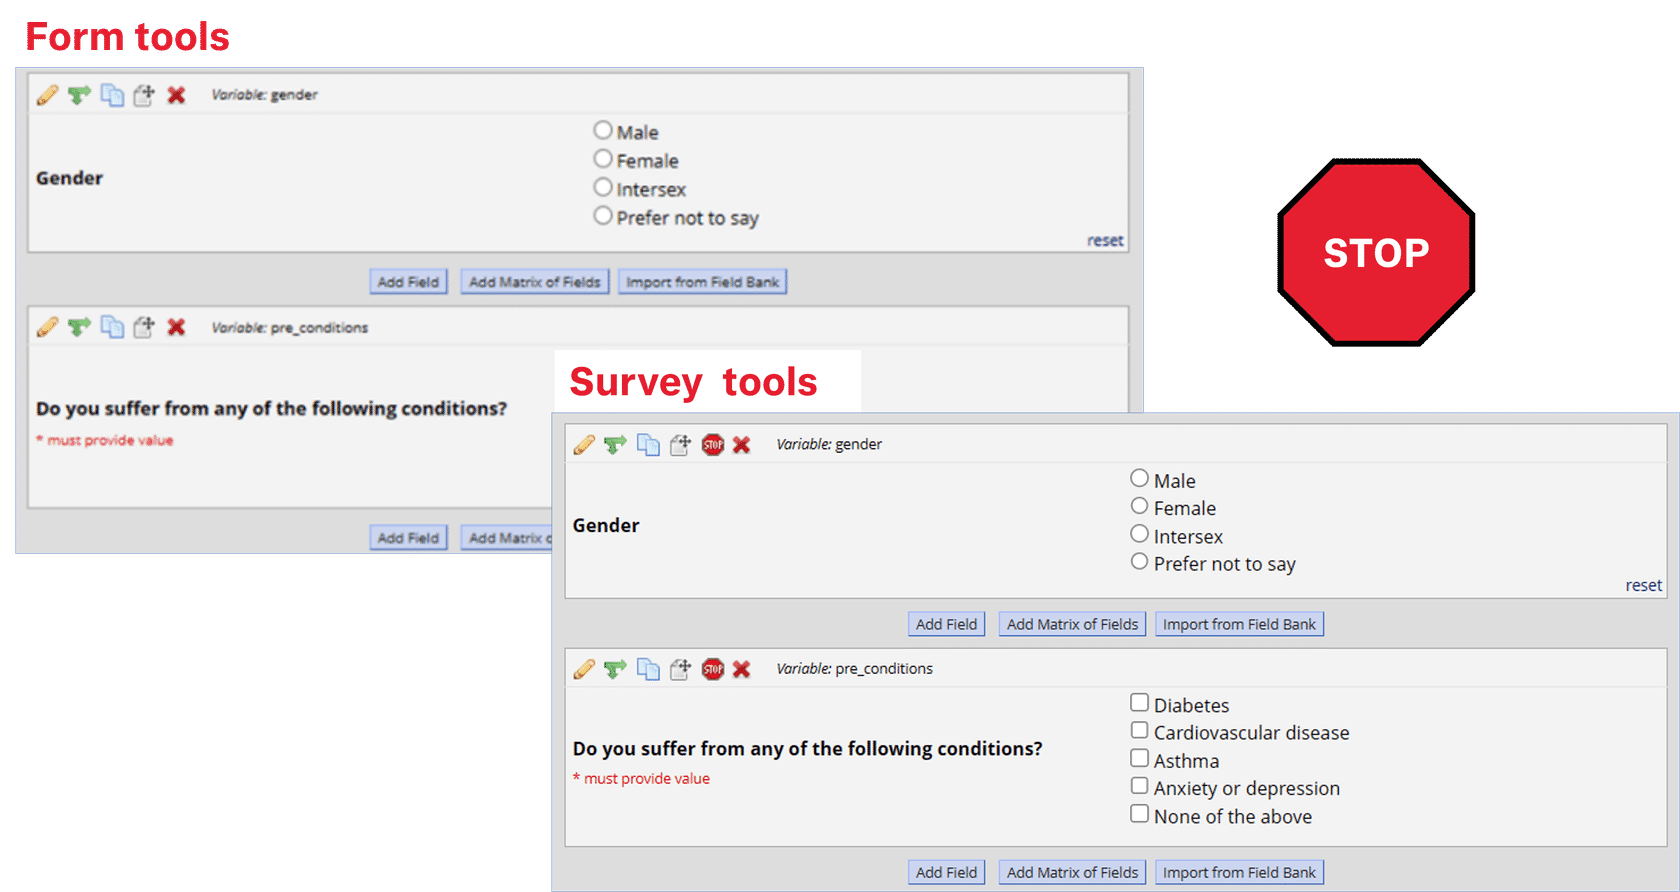 Form tools
Variable: gender
Gender
Male
Female
Intersex
Prefer not to say
reset
Add Field Add Matrix of Fields Import from Field Bank
Variable: pre_conditions
Do you suffer from any of the following conditions?
* must provide value
Add Field Add Matrix
STOP
Survey tools
STOP Variable: gender
Gender
Male
Female
Intersex
Prefer not to say
reset
Add Field Add Matrix of Fields Import from Field Bank
STOP Variable: pre_conditions
Do you suffer from any of the following conditions?
* must provide value
Diabetes
Cardiovascular disease
Asthma
Anxiety or depression
None of the above
Add Field Add Matrix of Fields Import from Field Bank